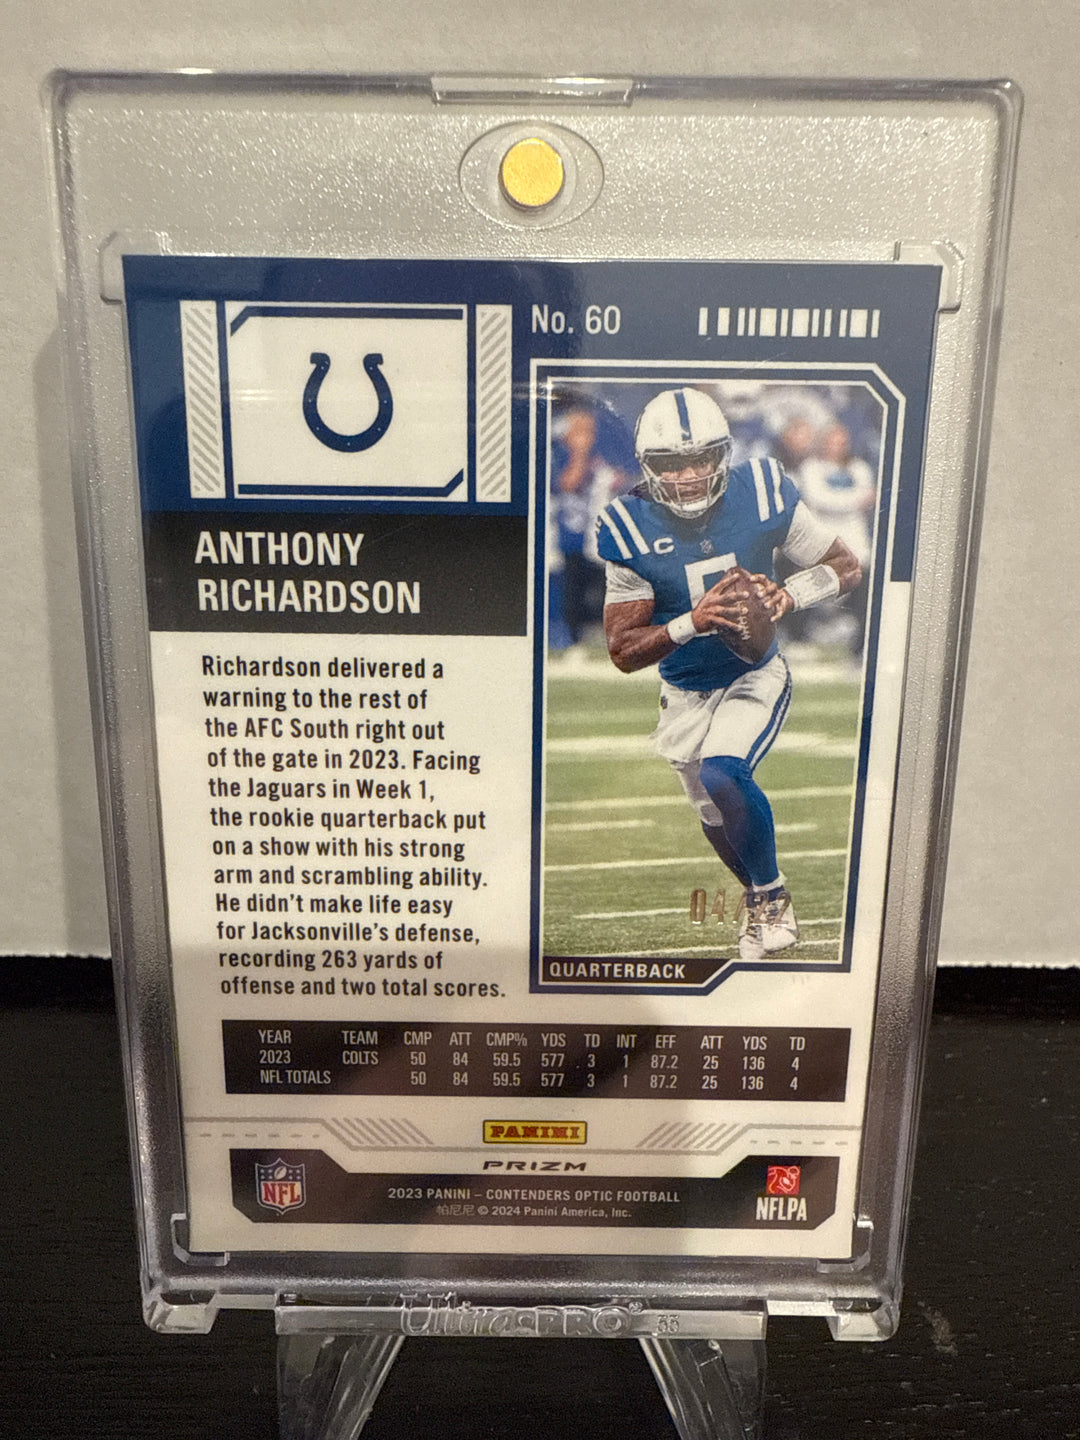 No. 60
ANTHONY
RICHARDSON
Richardson delivered a
warning to the rest of
the AFC South right out
of the gate in 2023. Facing
the Jaguars in Week 1,
the rookie quarterback put
on a show with his strong
arm and scrambling ability.
He didn't make life easy
for Jacksonville's defense,
recording 263 yards of
offense and two total scores.
C
5
04/22
QUARTERBACK
YEAR TEAM CMP ATT CMP% YDS TD INT EFF ATT YDS TD
2023 COLTS 50 84 59.5 577 3 1 87.2 25 136 4
NFL TOTALS 50 84 59.5 577 3 1 87.2 25 136 4
PANINI
PRIZM
NFL
2023 PANINI – CONTENDERS OPTIC FOOTBALL
帕尼尼 © 2024 Panini America, Inc.
NFLPA
Ultra PRO 55